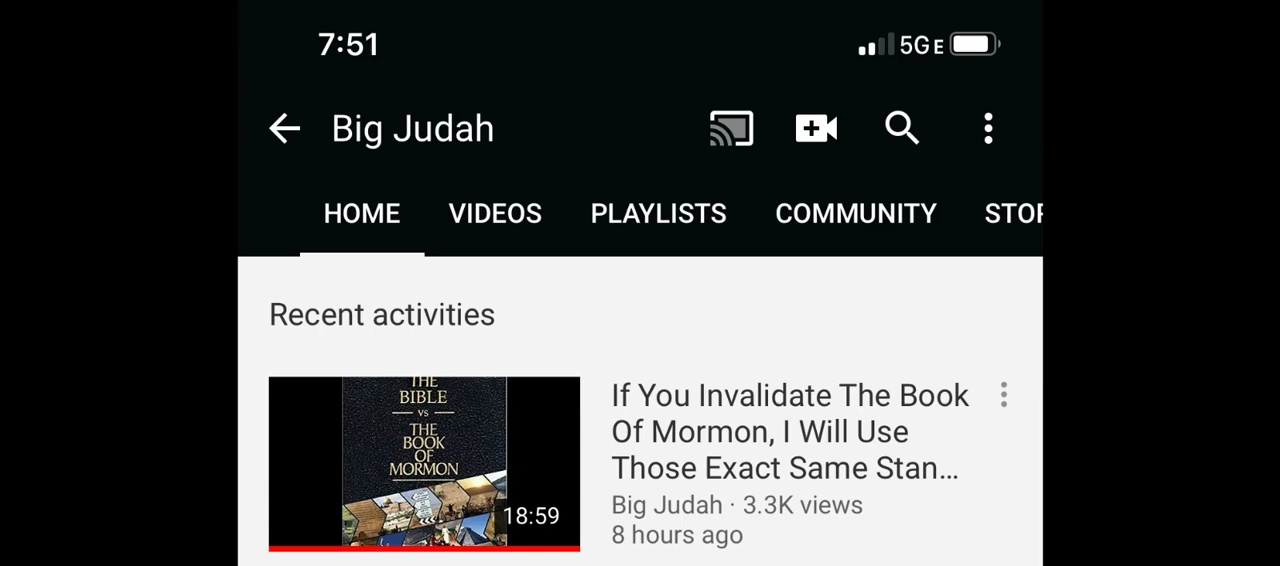 7:51 5GE
Big Judah
HOME VIDEOS PLAYLISTS COMMUNITY STOR
Recent activities
THE
BIBLE
vs
THE
BOOK
OF
MORMON
18:59
If You Invalidate The Book
Of Mormon, I Will Use
Those Exact Same Stan...
Big Judah · 3.3K views
8 hours ago